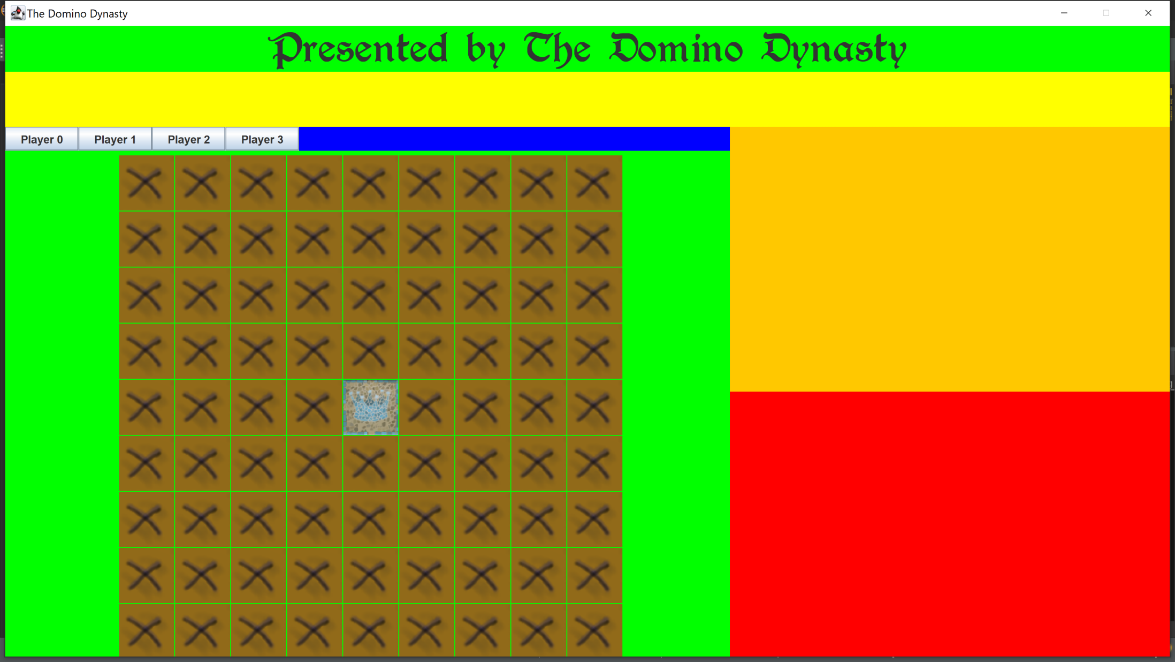 The Domino Dynasty
Presented by The Domino Dynasty
Player 0 Player 1 Player 2 Player 3